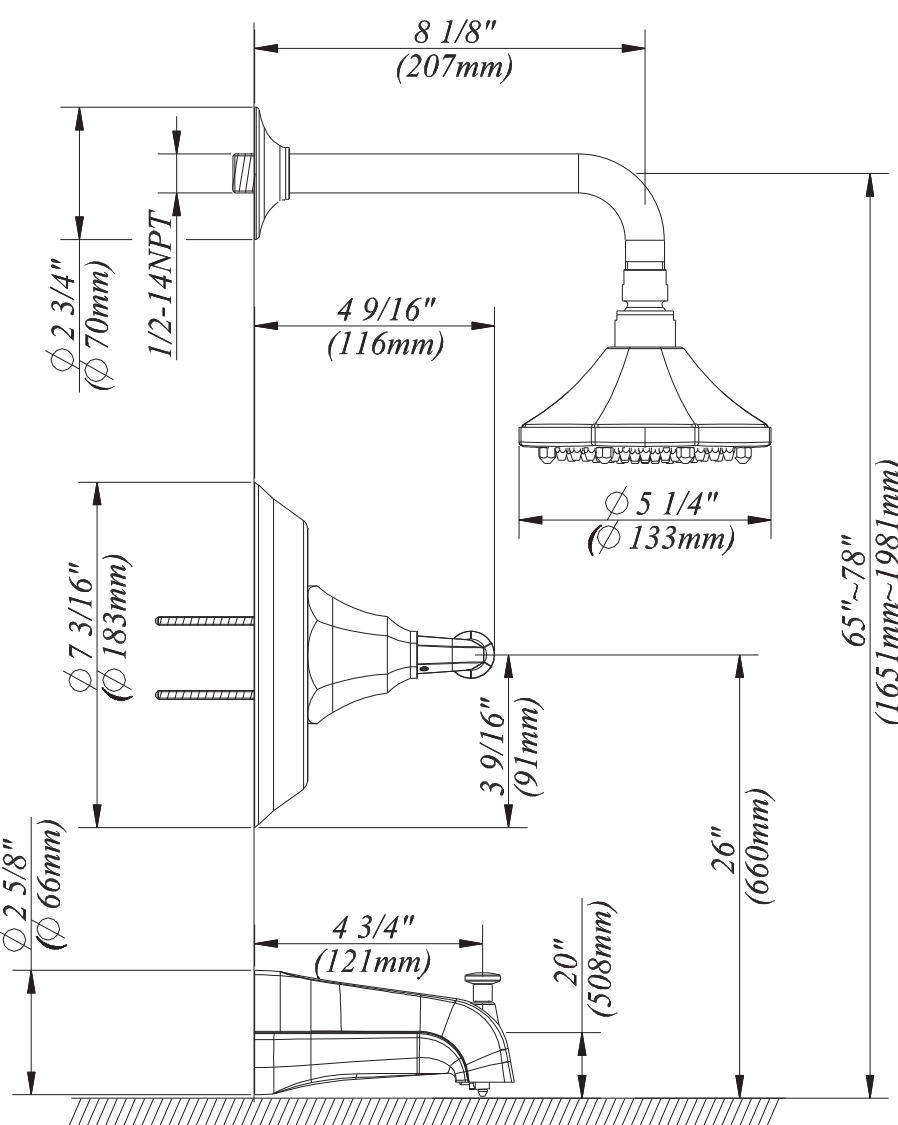 8 1/8"
(207mm)
1/2-14NPT
∅ 2 3/4"
(∅ 70mm)
4 9/16"
(116mm)
∅ 5 1/4"
(∅ 133mm)
65"~78"
(1651mm~1981mm)
∅ 7 3/16"
(∅ 183mm)
3 9/16"
(91mm)
26"
(660mm)
∅ 2 5/8"
(∅ 66mm)
4 3/4"
(121mm)
20"
(508mm)